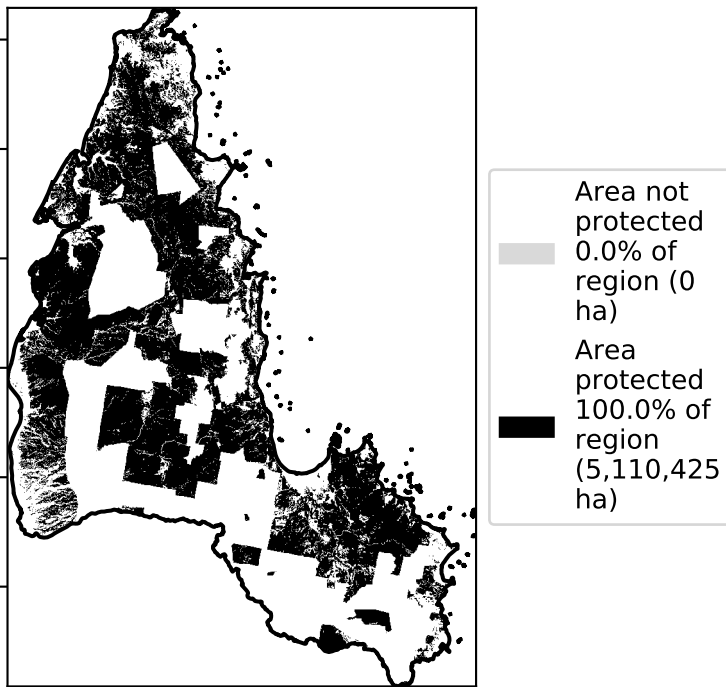 Area not
protected
0.0% of
region (0
ha)
Area
protected
100.0% of
region
(5,110,425
ha)